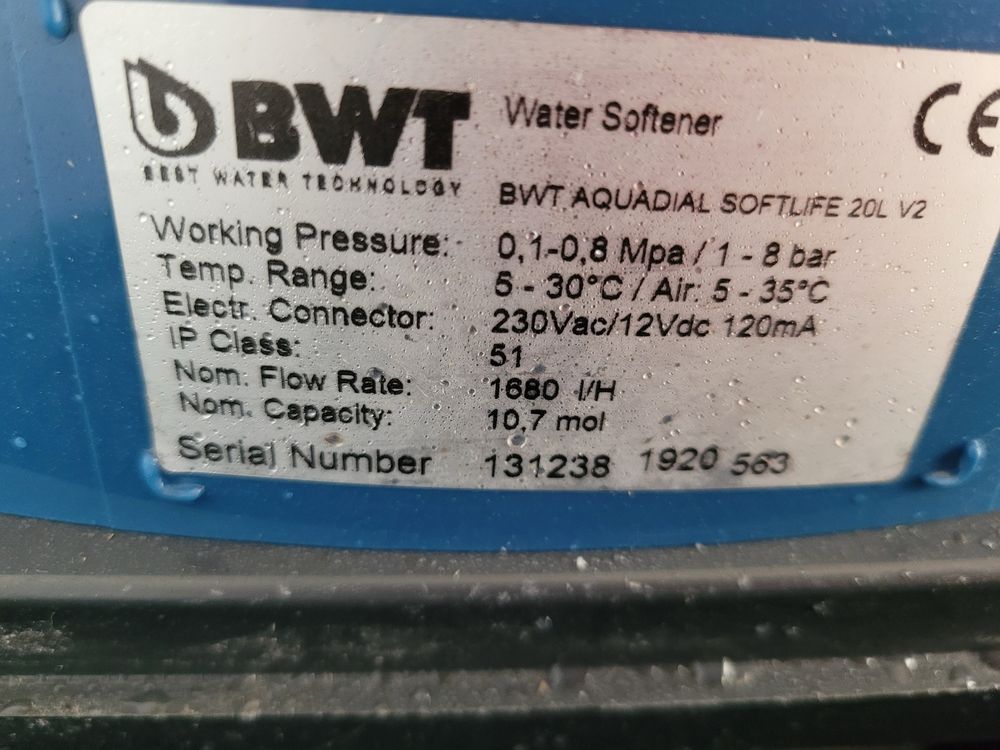 BWT
BEST WATER TECHNOLOGY
Water Softener
CE
BWT AQUADIAL SOFTLIFE 20L V2
Working Pressure: 0,1-0,8 Mpa / 1 - 8 bar
Temp. Range: 5 - 30°C / Air: 5 - 35°C
Electr. Connector: 230Vac/12Vdc 120mA
IP Class: 51
Nom. Flow Rate: 1680 l/H
Nom. Capacity: 10,7 mol
Serial Number 131238 1920 563